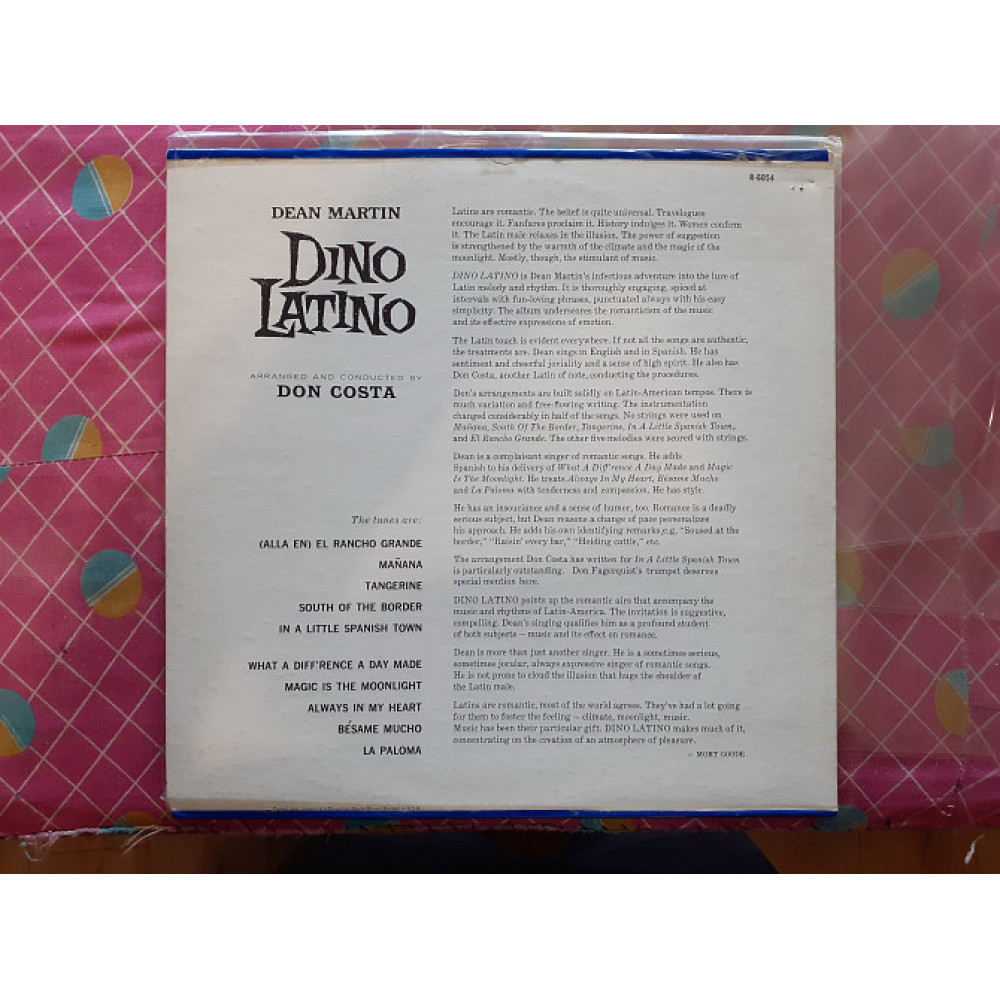 R-6054
DEAN MARTIN
DINO
LATINO
ARRANGED AND CONDUCTED BY
DON COSTA
The tunes are:
(ALLA EN) EL RANCHO GRANDE
MAÑANA
TANGERINE
SOUTH OF THE BORDER
IN A LITTLE SPANISH TOWN
WHAT A DIFF'RENCE A DAY MADE
MAGIC IS THE MOONLIGHT
ALWAYS IN MY HEART
BÉSAME MUCHO
LA PALOMA
Latins are romantic. The belief is quite universal. Travelogues
encourage it. Fanfares proclaim it. History indulges it. Women confirm
it. The Latin male relaxes in the illusion. The power of suggestion
is strengthened by the warmth of the climate and the magic of the
moonlight. Mostly, though, the stimulant of music.
DINO LATINO is Dean Martin's infectious adventure into the lure of
Latin melody and rhythm. It is thoroughly engaging, spiced at
intervals with fun-loving phrases, punctuated always with his easy
simplicity. The album underscores the romanticism of the music
and its effective expressions of emotion.
The Latin touch is evident everywhere. If not all the songs are authentic,
the treatments are. Dean sings in English and in Spanish. He has
sentiment and cheerful joviality and a sense of high spirit. He also has
Don Costa, another Latin of note, conducting the procedures.
Don's arrangements are built solidly on Latin-American tempos. There is
much variation and free-flowing writing. The instrumentation
changed considerably in half of the songs. No strings were used on
Mañana, South Of The Border, Tangerine, In A Little Spanish Town,
and El Rancho Grande. The other five melodies were scored with strings.
Dean is a complaisant singer of romantic songs. He adds
Spanish to his delivery of What A Diff'rence A Day Made and Magic
Is The Moonlight. He treats Always In My Heart, Bésame Mucho
and La Paloma with tenderness and compassion. He has style.
He has an insouciance and a sense of humor, too. Romance is a deadly
serious subject, but Dean reasons a change of pace personalizes
his approach. He adds his own identifying remarks e.g. "Soused at the
border," "Raisin' every bar," "Heiding cattle," etc.
The arrangement Don Costa has written for In A Little Spanish Town
is particularly outstanding. Don Fagerquist's trumpet deserves
special mention here.
DINO LATINO points up the romantic airs that accompany the
music and rhythms of Latin-America. The invitation is suggestive,
compelling. Dean's singing qualifies him as a profound student
of both subjects – music and its effect on romance.
Dean is more than just another singer. He is a sometimes serious,
sometimes jocular, always expressive singer of romantic songs.
He is not prone to cloud the illusion that hugs the shoulder of
the Latin male.
Latins are romantic, most of the world agrees. They've had a lot going
for them to foster the feeling – climate, moonlight, music.
Music has been their particular gift. DINO LATINO makes much of it,
concentrating on the creation of an atmosphere of pleasure.
– MORT GOODE